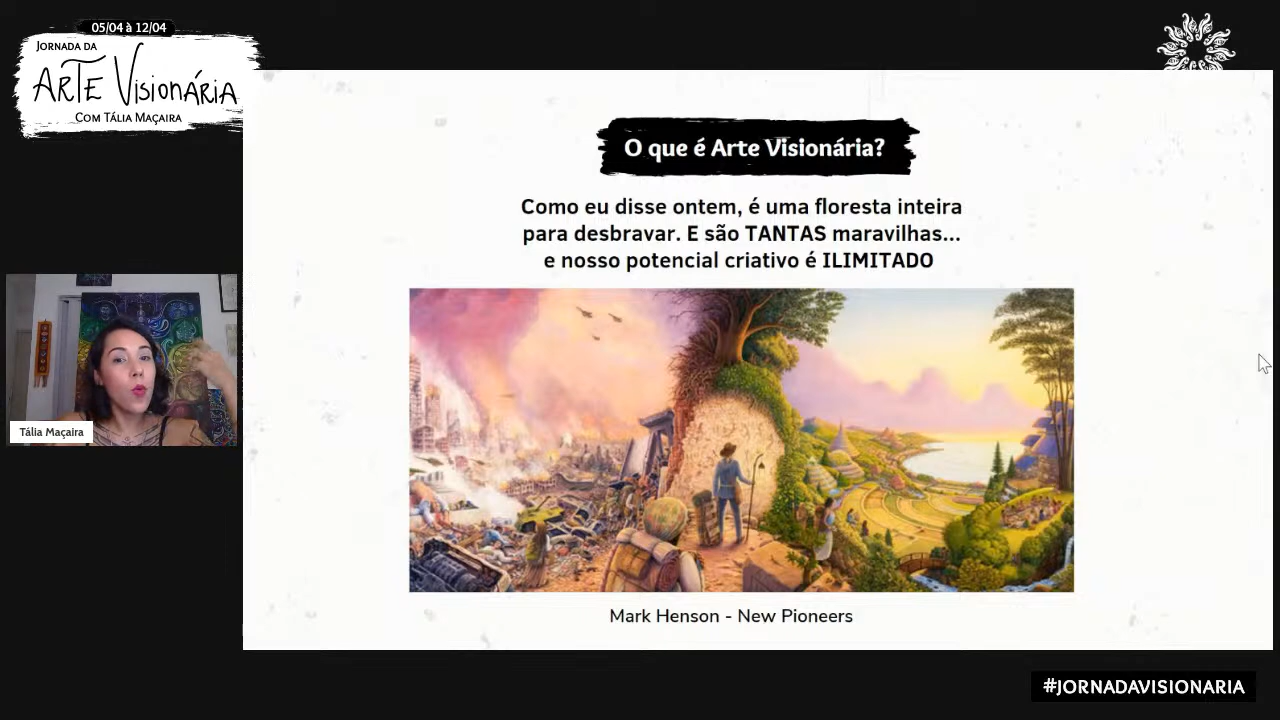 05/04 à 12/04
JORNADA DA
ARTE VISIONÁRIA
COM TÁLIA MAÇAIRA
O que é Arte Visionária?
Como eu disse ontem, é uma floresta inteira
para desbravar. E são TANTAS maravilhas...
e nosso potencial criativo é ILIMITADO
Tália Maçaira
Mark Henson - New Pioneers
#JORNADAVISIONARIA